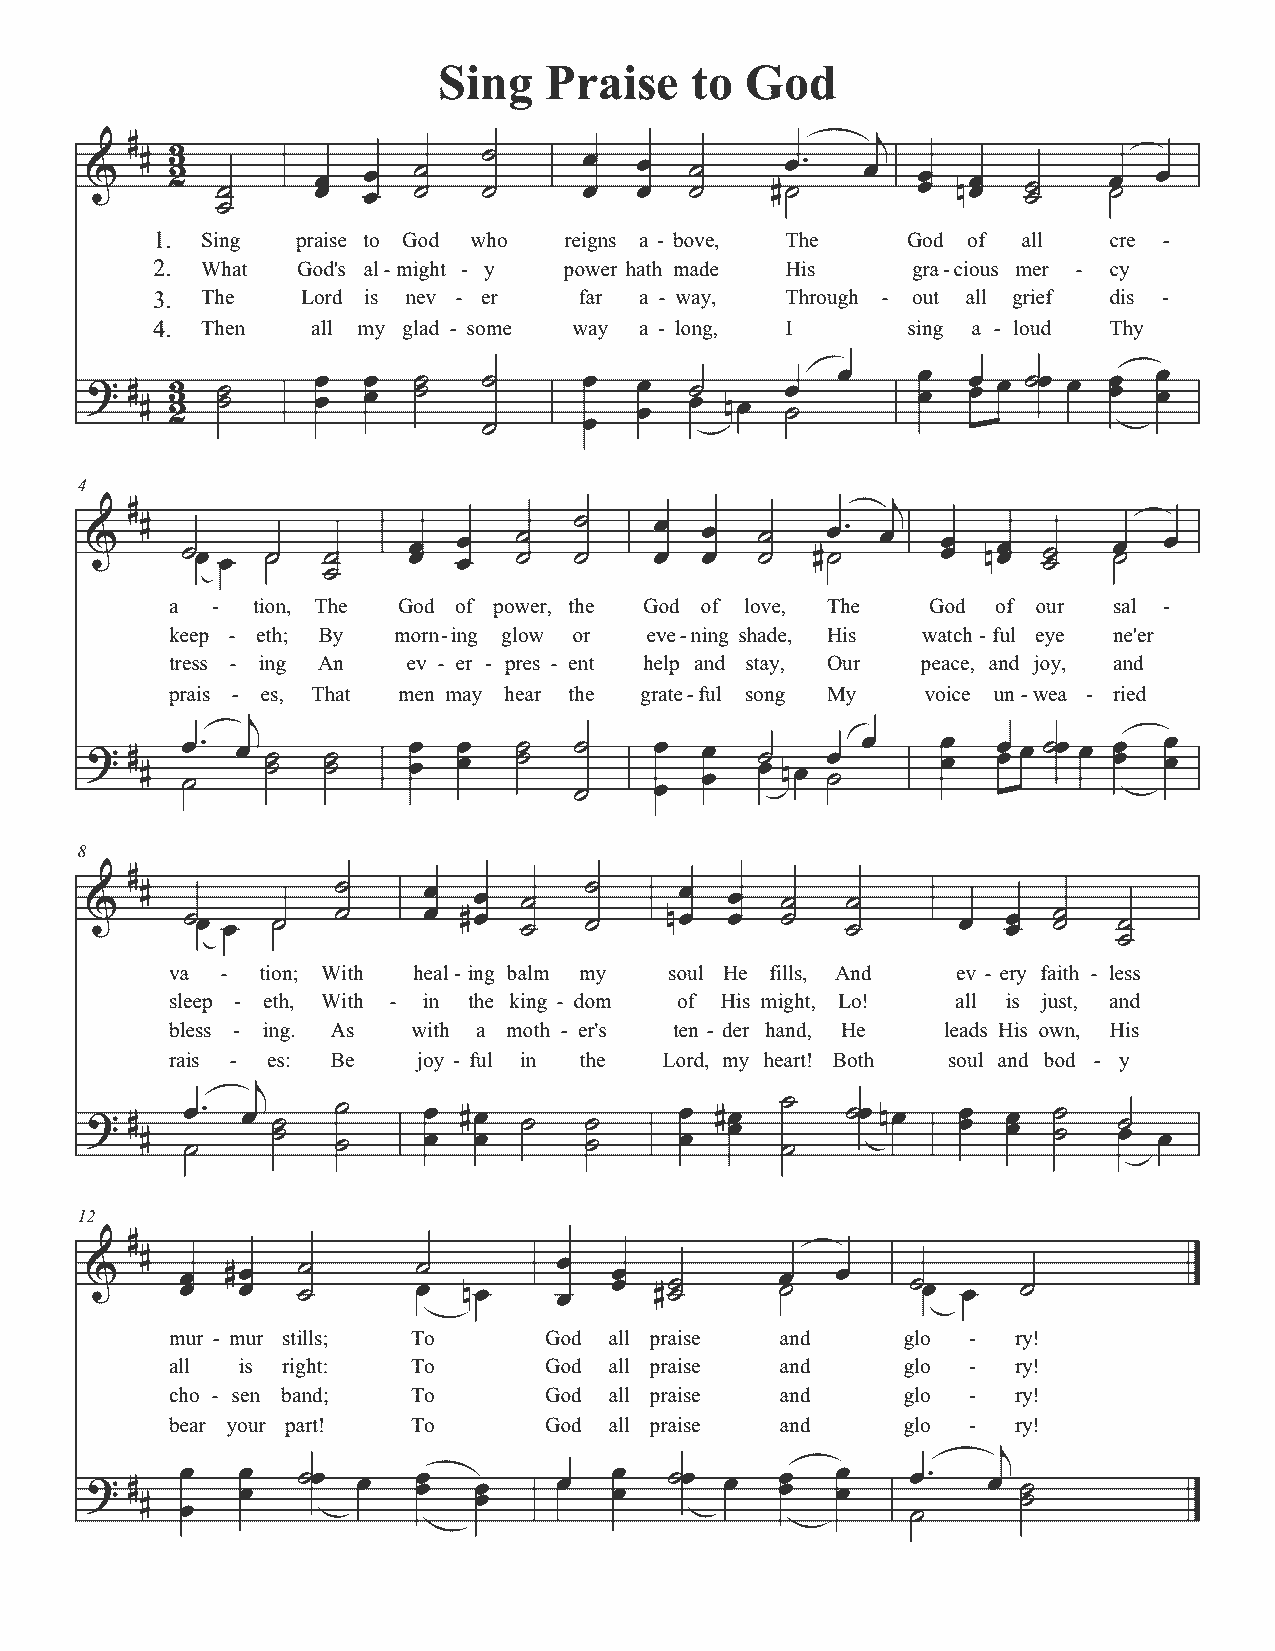 Sing Praise to God
1. Sing praise to God who reigns a - bove, The God of all cre -
2. What God's al - might - y power hath made His gra - cious mer - cy
3. The Lord is nev - er far a - way, Through - out all grief dis -
4. Then all my glad - some way a - long, I sing a - loud Thy
4
a - tion, The God of power, the God of love, The God of our sal -
keep - eth; By morn - ing glow or eve - ning shade, His watch - ful eye ne'er
tress - ing An ev - er - pres - ent help and stay, Our peace, and joy, and
prais - es, That men may hear the grate - ful song My voice un - wea - ried
8
va - tion; With heal - ing balm my soul He fills, And ev - ery faith - less
sleep - eth, With - in the king - dom of His might, Lo! all is just, and
bless - ing. As with a moth - er's ten - der hand, He leads His own, His
rais - es: Be joy - ful in the Lord, my heart! Both soul and bod - y
12
mur - mur stills; To God all praise and glo - ry!
all is right: To God all praise and glo - ry!
cho - sen band; To God all praise and glo - ry!
bear your part! To God all praise and glo - ry!